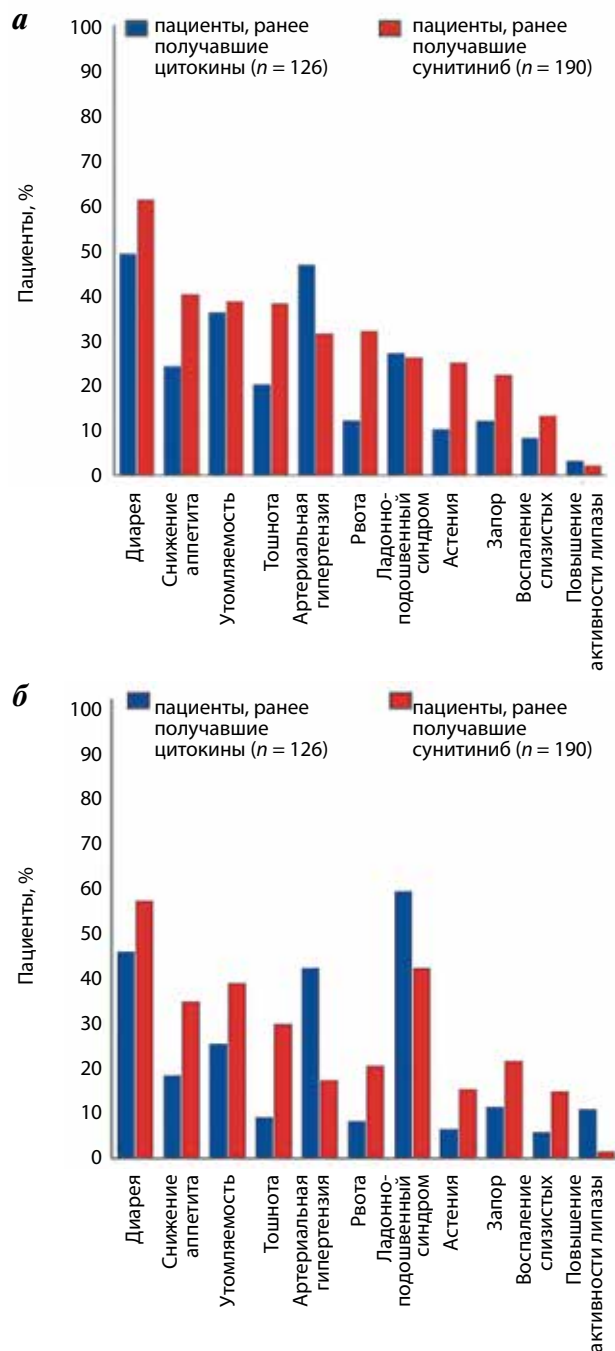 а
пациенты, ранее
получавшие
цитокины (n = 126)
пациенты, ранее
получавшие
сунитиниб (n = 190)
Пациенты, %
100
90
80
70
60
50
40
30
20
10
0
Диарея
Снижение
аппетита
Утомляемость
Тошнота
Артериальная
гипертензия
Рвота
Ладонно-
подошвенный
синдром
Астения
Запор
Воспаление
слизистых
Повышение
активности липазы
б
пациенты, ранее
получавшие
цитокины (n = 126)
пациенты, ранее
получавшие
сунитиниб (n = 190)
Пациенты, %
100
90
80
70
60
50
40
30
20
10
0
Диарея
Снижение
аппетита
Утомляемость
Тошнота
Артериальная
гипертензия
Рвота
Ладонно-
подошвенный
синдром
Астения
Запор
Воспаление
слизистых
Повышение
активности липазы